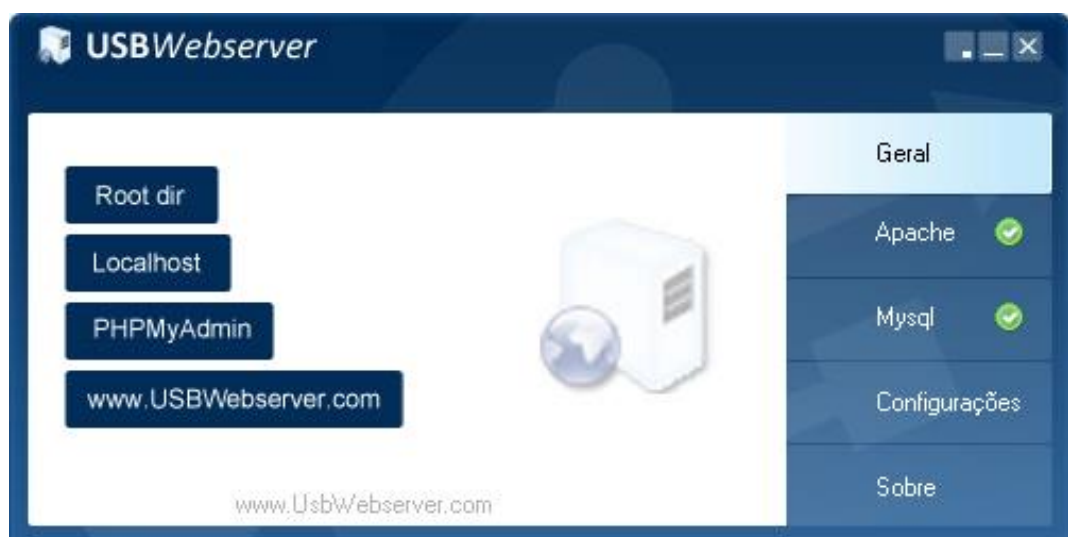 USBWebserver
Root dir
Localhost
PHPMyAdmin
www.USBWebserver.com
www.UsbWebserver.com
Geral
Apache
Mysql
Configurações
Sobre